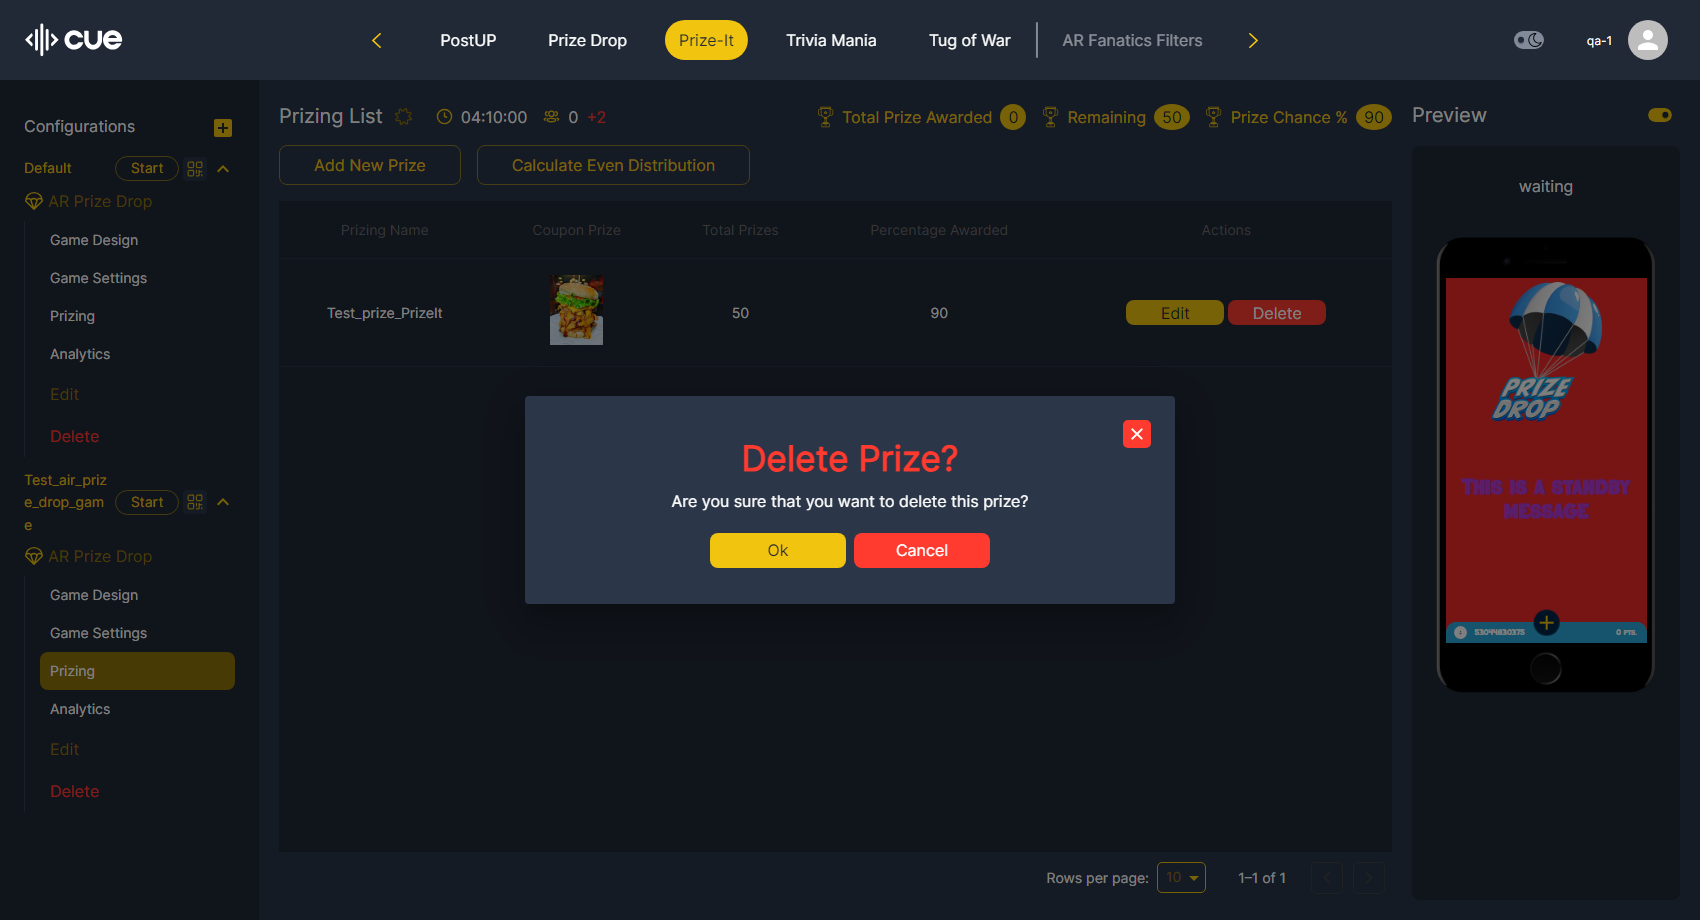 cue
PostUP
Prize Drop
Prize-It
Trivia Mania
Tug of War
AR Fanatics Filters
qa-1
Configurations
Default
Start
AR Prize Drop
Game Design
Game Settings
Prizing
Analytics
Edit
Delete
Test_air_priz
e_drop_gam
e
Start
AR Prize Drop
Game Design
Game Settings
Prizing
Analytics
Edit
Delete
Prizing List
04:10:00
0 +2
Total Prize Awarded 0
Remaining 50
Prize Chance % 90
Add New Prize
Calculate Even Distribution
Prizing Name
Coupon Prize
Total Prizes
Percentage Awarded
Actions
Test_prize_PrizeIt
50
90
Edit
Delete
Delete Prize?
Are you sure that you want to delete this prize?
Ok
Cancel
Rows per page:
10
1–1 of 1
Preview
waiting
PRIZE
DROP
THIS IS A STANDBY
MESSAGE
0 PTS.